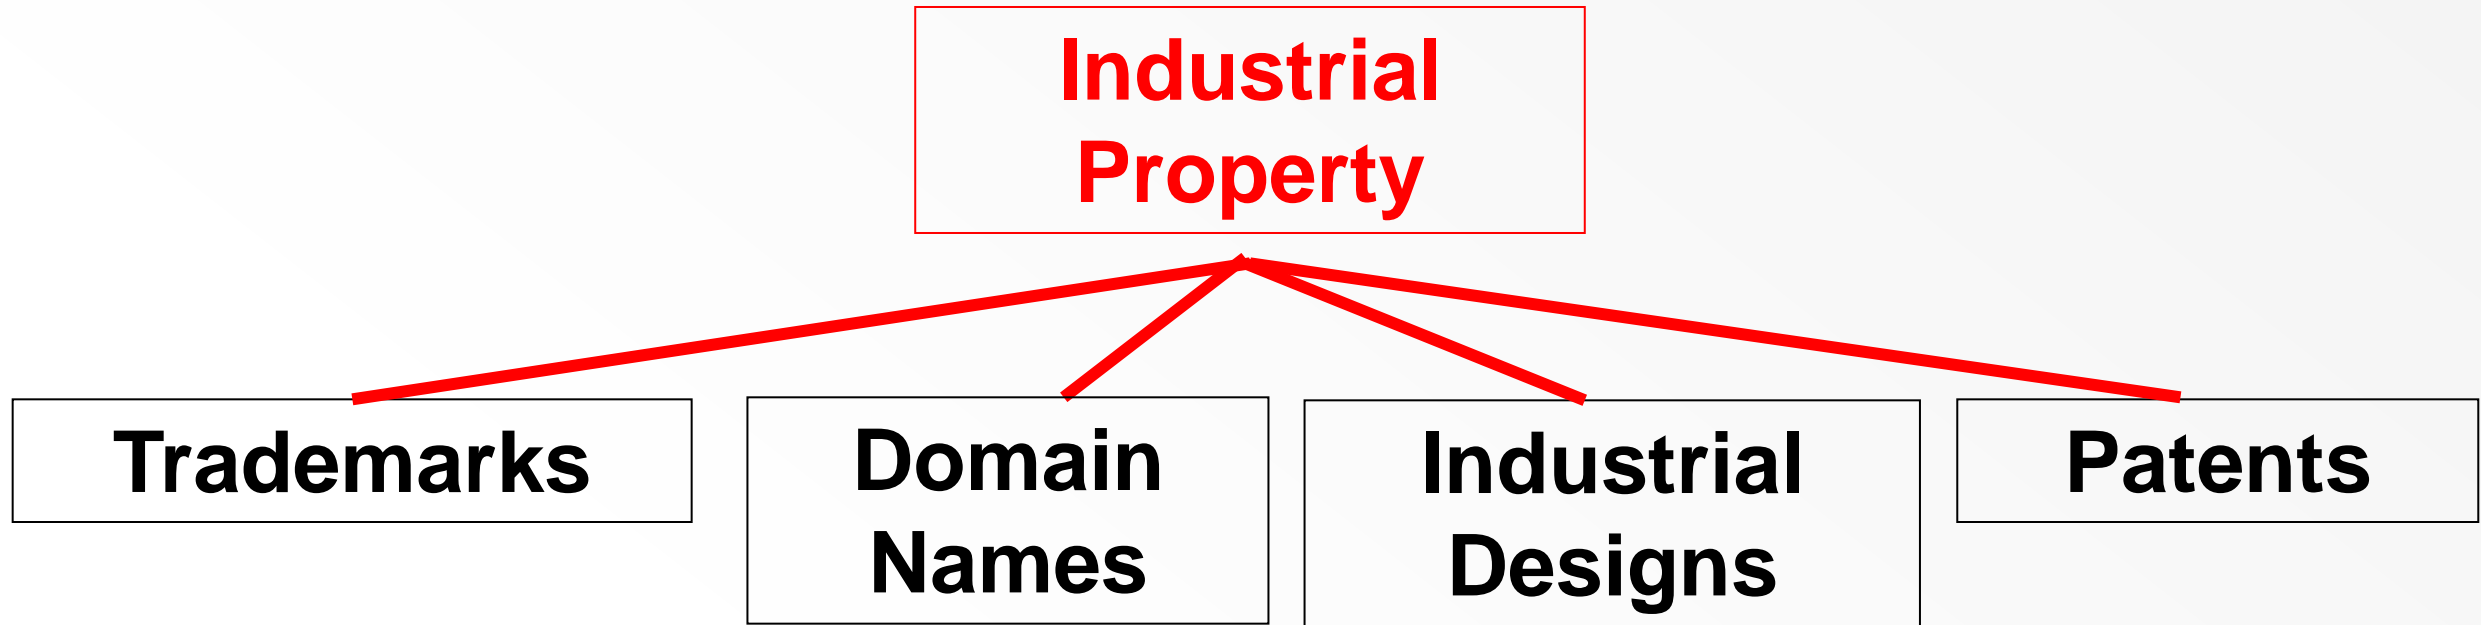 Industrial
Property
Trademarks
Domain
Names
Industrial
Designs
Patents